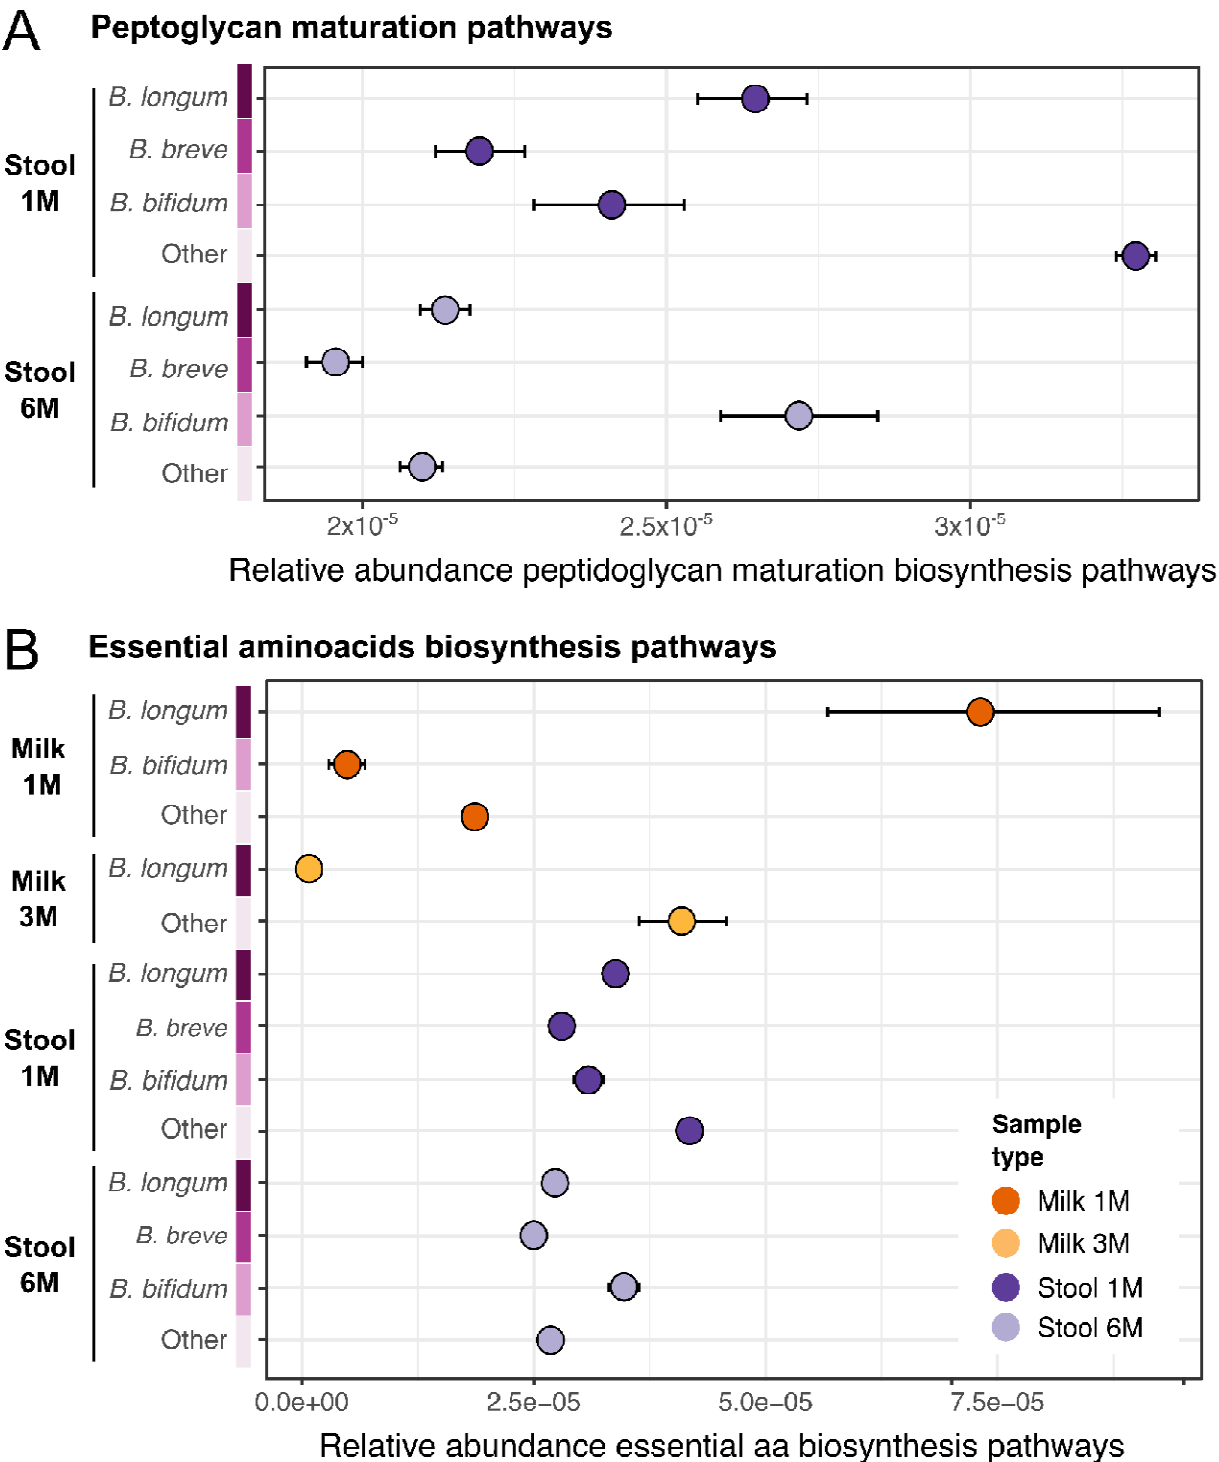 A Peptoglycan maturation pathways
Stool
1M
B. longum
B. breve
B. bifidum
Other
Stool
6M
B. longum
B. breve
B. bifidum
Other
2x10-5 2.5x10-5 3x10-5
Relative abundance peptidoglycan maturation biosynthesis pathways
B Essential aminoacids biosynthesis pathways
Milk
1M
B. longum
B. bifidum
Other
Milk
3M
B. longum
Other
Stool
1M
B. longum
B. breve
B. bifidum
Other
Stool
6M
B. longum
B. breve
B. bifidum
Other
Sample
type
Milk 1M
Milk 3M
Stool 1M
Stool 6M
0.0e+00 2.5e−05 5.0e−05 7.5e−05
Relative abundance essential aa biosynthesis pathways